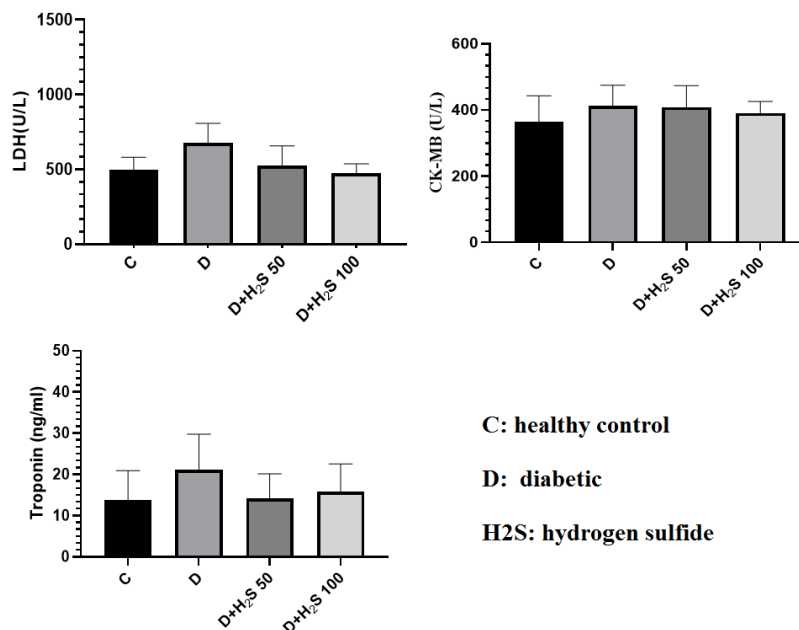 LDH(U/L)
1500
1000
500
0
C
D
D+H₂S 50
D+H₂S 100
CK-MB (U/L)
600
400
200
0
C
D
D+H₂S 50
D+H₂S 100
Troponin (ng/ml)
50
40
30
20
10
0
C
D
D+H₂S 50
D+H₂S 100
C: healthy control
D:  diabetic
H2S: hydrogen sulfide